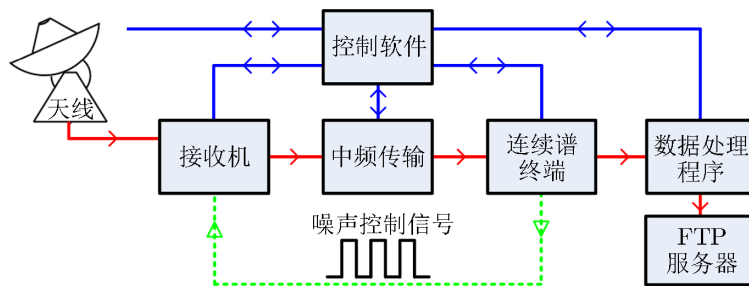 控制软件
天线
接收机
中频传输
连续谱
终端
数据处理
程序
噪声控制信号
FTP
服务器